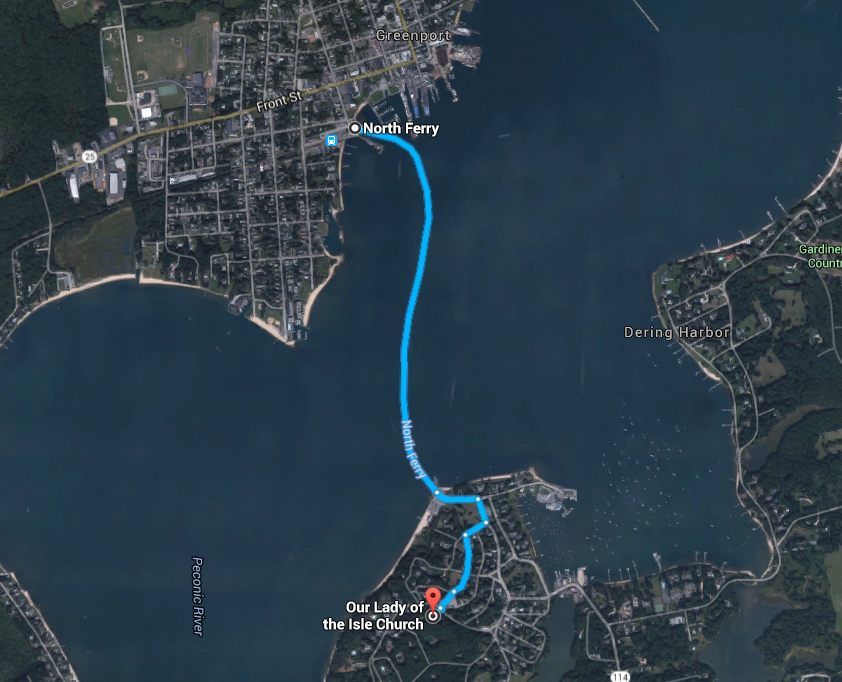 Greenport
Front St
North Ferry
25
Gardine
Countr
Dering Harbor
North Ferry
Peconic River
Our Lady of
the Isle Church
114